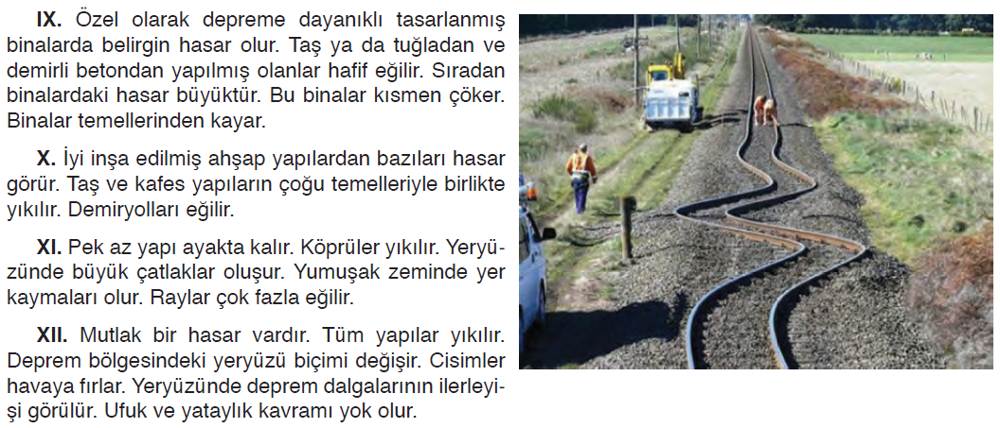 IX. Özel olarak depreme dayanıklı tasarlanmış
binalarda belirgin hasar olur. Taş ya da tuğladan ve
demirli betondan yapılmış olanlar hafif eğilir. Sıradan
binalardaki hasar büyüktür. Bu binalar kısmen çöker.
Binalar temellerinden kayar.
X. İyi inşa edilmiş ahşap yapılardan bazıları hasar
görür. Taş ve kafes yapıların çoğu temelleriyle birlikte
yıkılır. Demiryolları eğilir.
XI. Pek az yapı ayakta kalır. Köprüler yıkılır. Yeryü-
zünde büyük çatlaklar oluşur. Yumuşak zeminde yer
kaymaları olur. Raylar çok fazla eğilir.
XII. Mutlak bir hasar vardır. Tüm yapılar yıkılır.
Deprem bölgesindeki yeryüzü biçimi değişir. Cisimler
havaya fırlar. Yeryüzünde deprem dalgalarının ilerleyi-
şi görülür. Ufuk ve yataylık kavramı yok olur.